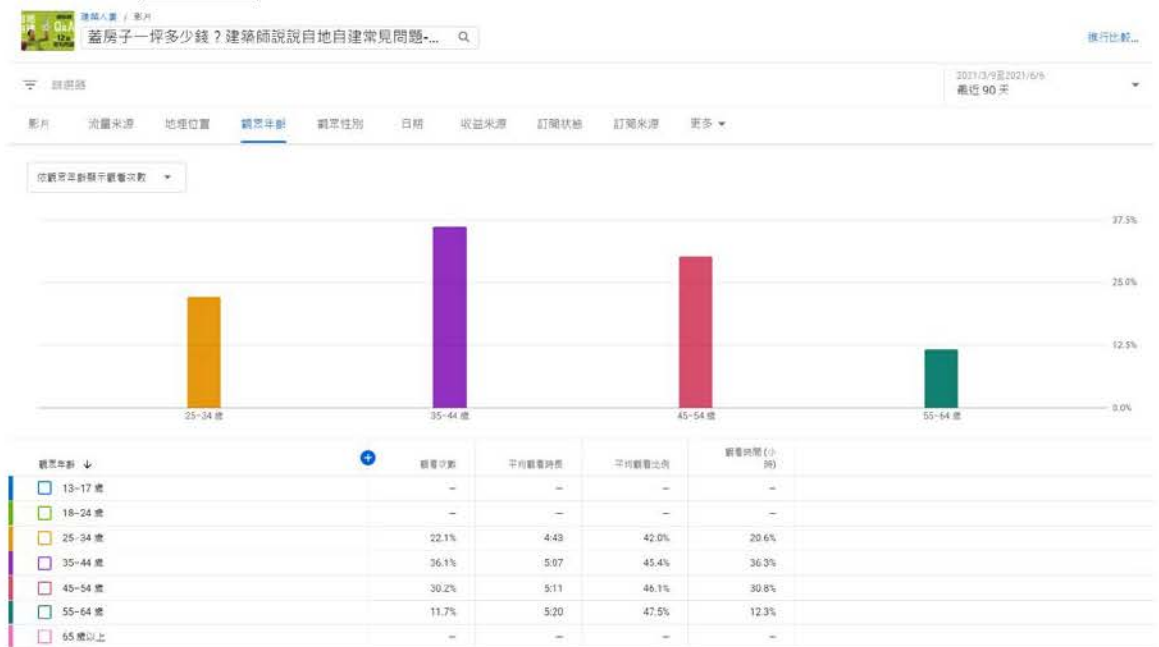 建築人妻 / 影片
蓋房子一坪多少錢？建築師說說自地自建常見問題-...
進行比較...
篩選器
2021/3/9至2021/6/6
最近 90 天
影片 流量來源 地理位置 觀眾年齡 觀眾性別 日期 收益來源 訂閱狀態 訂閱來源 更多
依觀眾年齡顯示觀看次數
37.5%
25.0%
12.5%
0.0%
25–34 歲 35–44 歲 45–54 歲 55–64 歲
觀眾年齡 觀看次數 平均觀看時長 平均觀看比例 觀看時間 (小時)
13–17 歲 – – – –
18–24 歲 – – – –
25–34 歲 22.1% 4:43 42.0% 20.6%
35–44 歲 36.1% 5:07 45.4% 36.3%
45–54 歲 30.2% 5:11 46.1% 30.8%
55–64 歲 11.7% 5:20 47.5% 12.3%
65 歲以上 – – – –